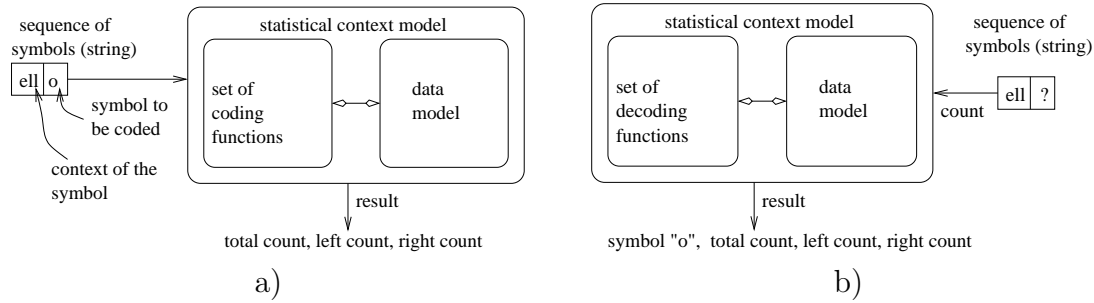 sequence of
symbols (string)
ell o
symbol to
be coded
context of the
symbol
statistical context model
set of
coding
functions
data
model
result
total count, left count, right count
a)
statistical context model
set of
decoding
functions
data
model
sequence of
symbols (string)
ell ?
count
result
symbol "o", total count, left count, right count
b)